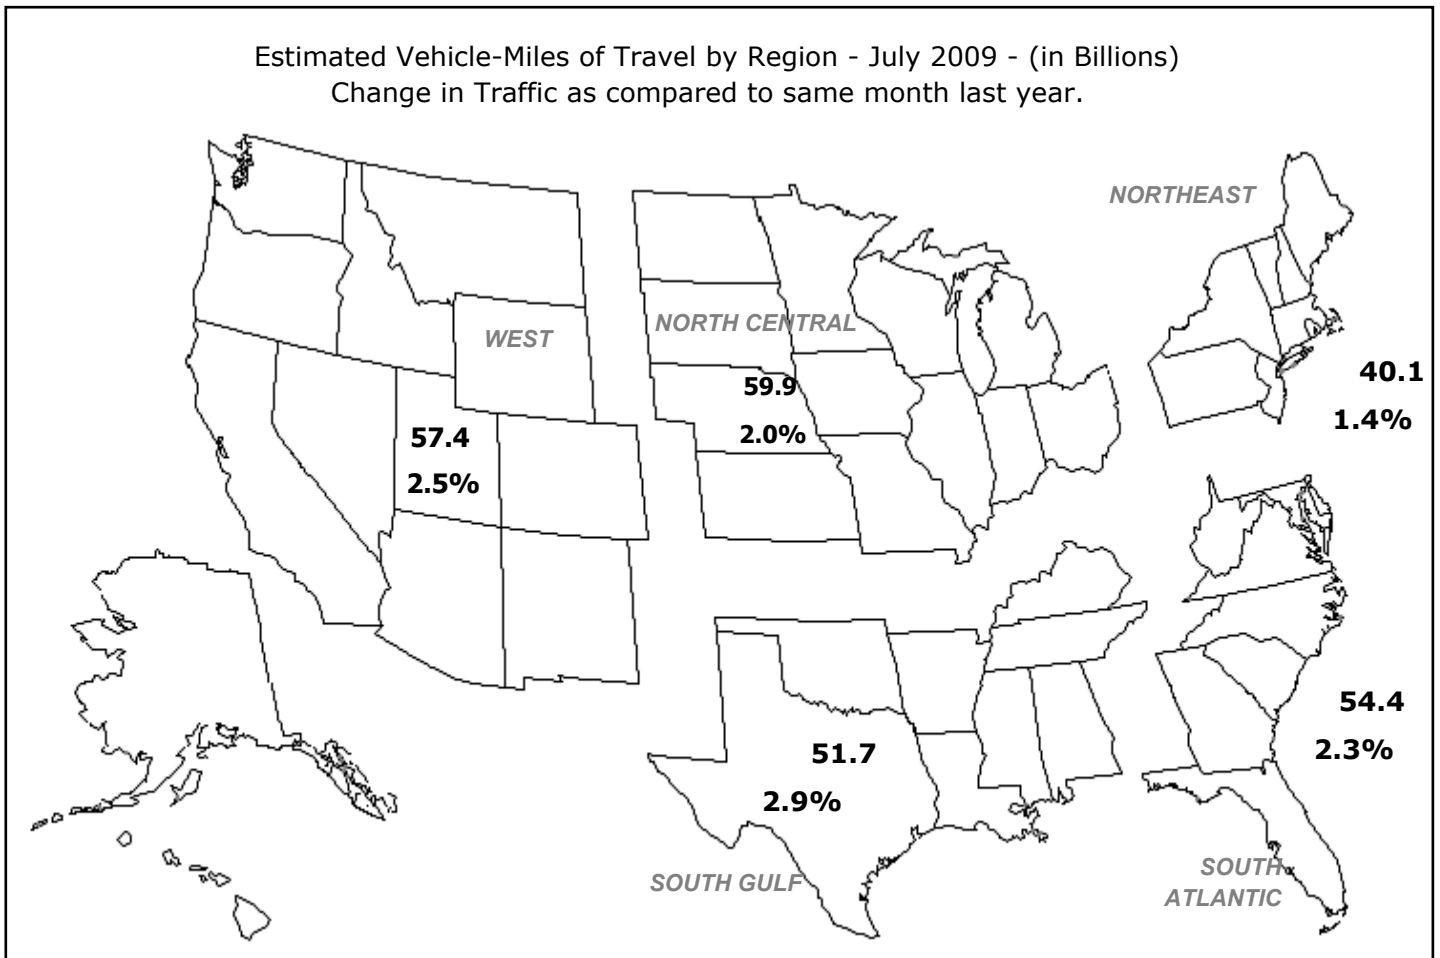 Estimated Vehicle-Miles of Travel by Region - July 2009 - (in Billions)
Change in Traffic as compared to same month last year.
NORTHEAST
WEST
NORTH CENTRAL
40.1
1.4%
59.9
2.0%
57.4
2.5%
54.4
2.3%
51.7
2.9%
SOUTH GULF
SOUTH
ATLANTIC